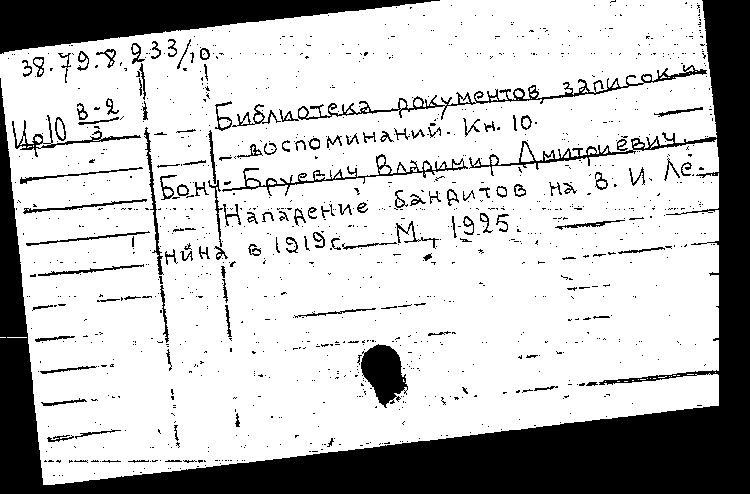 38.79.8.233/10.
Цр10 В-2/3
Библиотека документов, записок и
воспоминаний. Кн. 10.
Бонч-Бруевич, Владимир Дмитриевич.
Нападение бандитов на В. И. Ле-
нина в 1919 г. М., 1925.